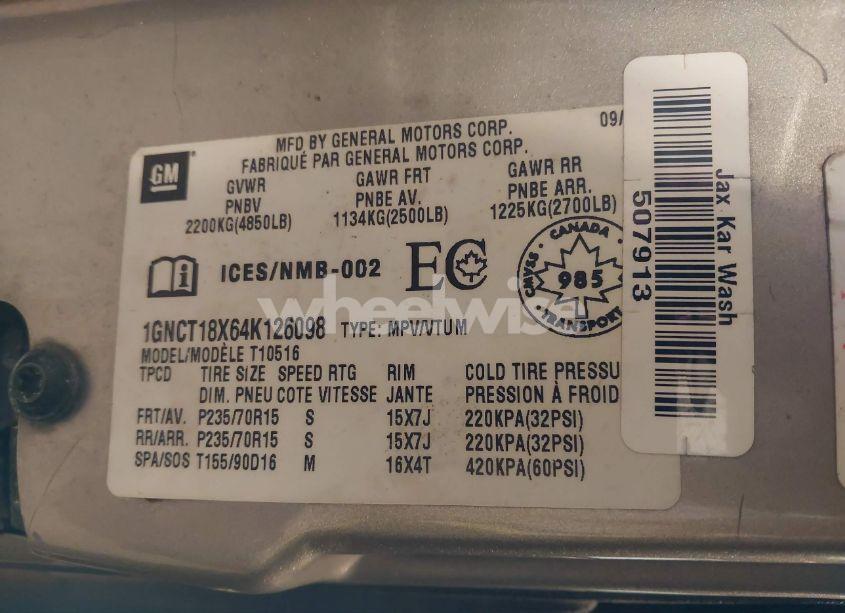 MFD BY GENERAL MOTORS CORP. 09/
FABRIQUÉ PAR GENERAL MOTORS CORP.
GM
GVWR GAWR FRT GAWR RR
PNBV PNBE AV. PNBE ARR.
2200KG(4850LB) 1134KG(2500LB) 1225KG(2700LB)
ICES/NMB-002 EC
CANADA
CMVSS 985
TRANSPORT
wheelwise
1GNCT18X64K126098 TYPE: MPV/VTUM
MODEL/MODÈLE T10516
TPCD TIRE SIZE SPEED RTG RIM COLD TIRE PRESSU
DIM. PNEU COTE VITESSE JANTE PRESSION À FROID
FRT/AV. P235/70R15 S 15X7J 220KPA(32PSI)
RR/ARR. P235/70R15 S 15X7J 220KPA(32PSI)
SPA/SOS T155/90D16 M 16X4T 420KPA(60PSI)
Jax Kar Wash
507913